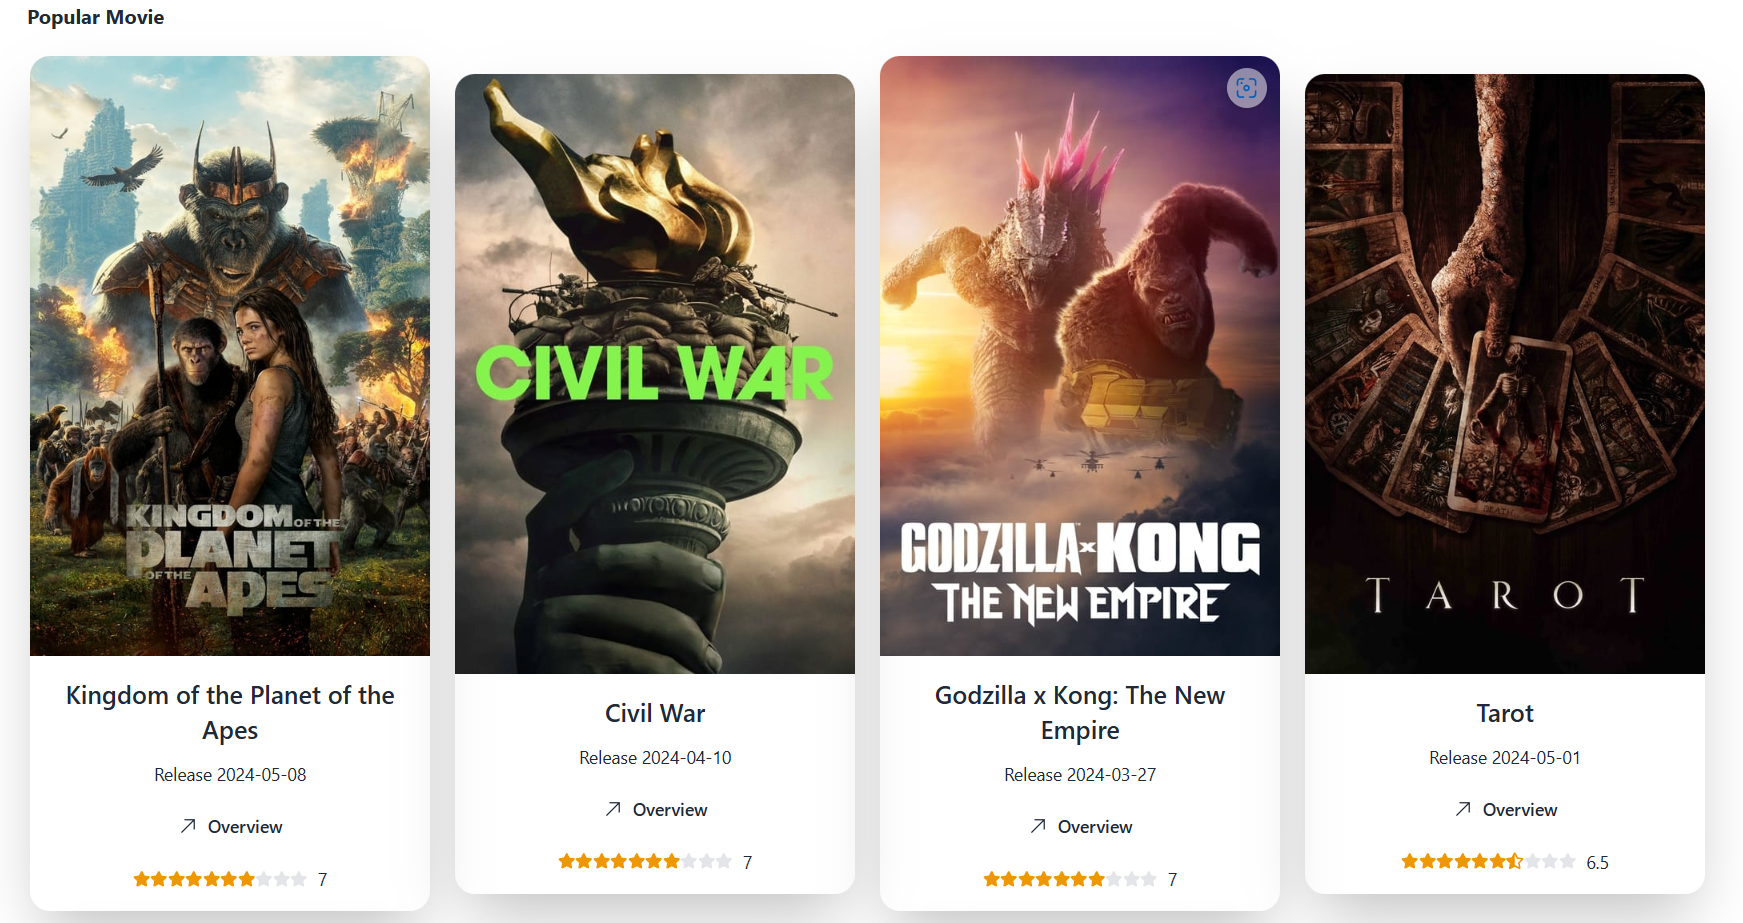 Popular Movie
KINGDOM OF THE
PLANET
OF THE
APES
Kingdom of the Planet of the
Apes
Release 2024-05-08
Overview
7
CIVIL WAR
Civil War
Release 2024-04-10
Overview
7
GODZILLA x KONG
THE NEW EMPIRE
Godzilla x Kong: The New
Empire
Release 2024-03-27
Overview
7
DEATH
TAROT
Tarot
Release 2024-05-01
Overview
6.5